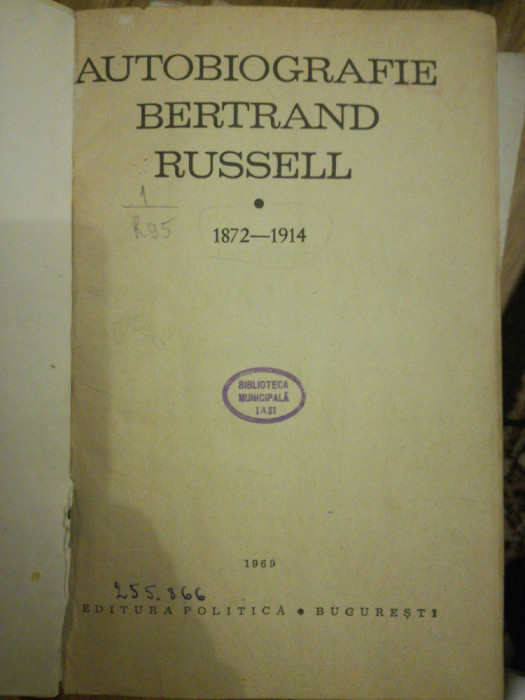 AUTOBIOGRAFIE
BERTRAND
RUSSELL
1
R95
•
1872—1914
BIBLIOTECA
MUNICIPALĂ
IAȘI
1969
255.866
EDITURA POLITICĂ • BUCUREȘTI